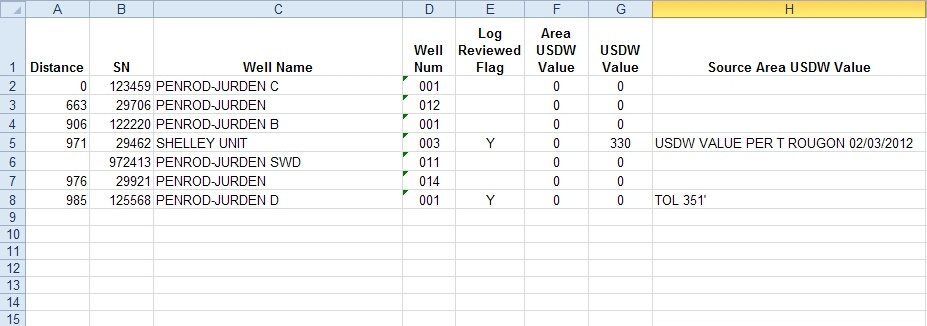 A B C D E F G H
1 Distance SN Well Name Well Num Log Reviewed Flag Area USDW Value USDW Value Source Area USDW Value
2 0 123459 PENROD-JURDEN C 001 0 0
3 663 29706 PENROD-JURDEN 012 0 0
4 906 122220 PENROD-JURDEN B 001 0 0
5 971 29462 SHELLEY UNIT 003 Y 0 330 USDW VALUE PER T ROUGON 02/03/2012
6 972413 PENROD-JURDEN SWD 011 0 0
7 976 29921 PENROD-JURDEN 014 0 0
8 985 125568 PENROD-JURDEN D 001 Y 0 0 TOL 351'
9
10
11
12
13
14
15